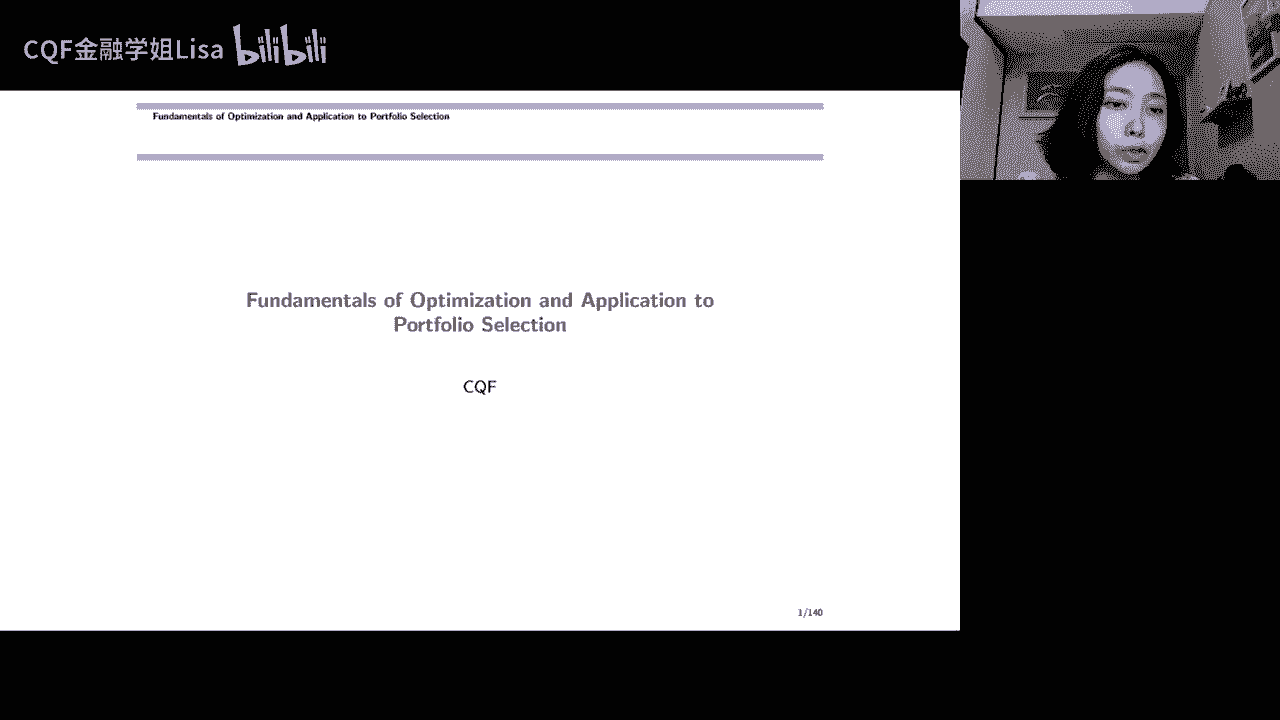 CQF金融学姐Lisa bilibili
Fundamentals of Optimization and Application to Portfolio Selection
Fundamentals of Optimization and Application to
Portfolio Selection
CQF
1/140